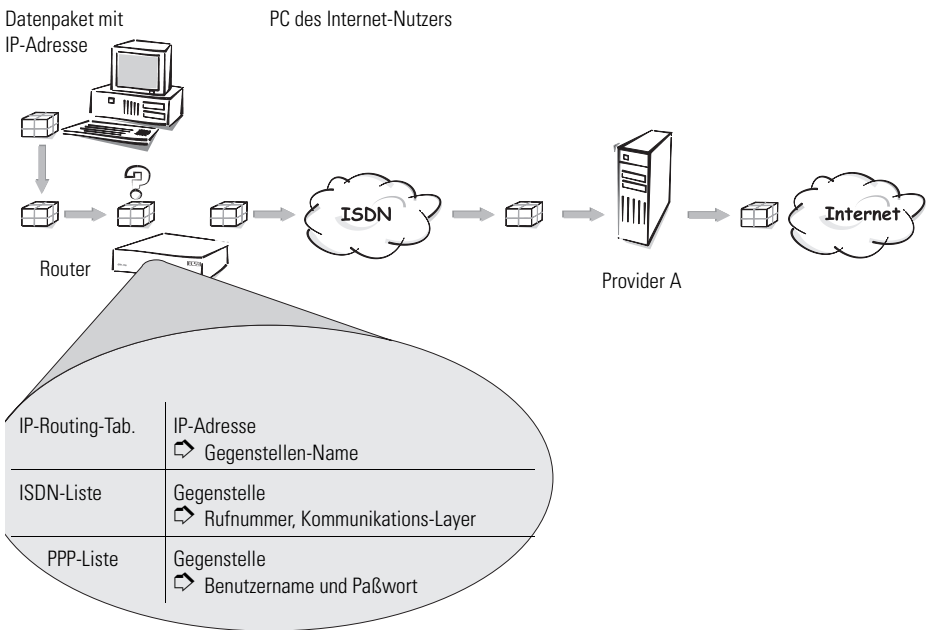 Datenpaket mit
IP-Adresse
PC des Internet-Nutzers
?
ISDN
Internet
Router
Provider A
IP-Routing-Tab.
IP-Adresse
⇨ Gegenstellen-Name
ISDN-Liste
Gegenstelle
⇨ Rufnummer, Kommunikations-Layer
PPP-Liste
Gegenstelle
⇨ Benutzername und Paßwort